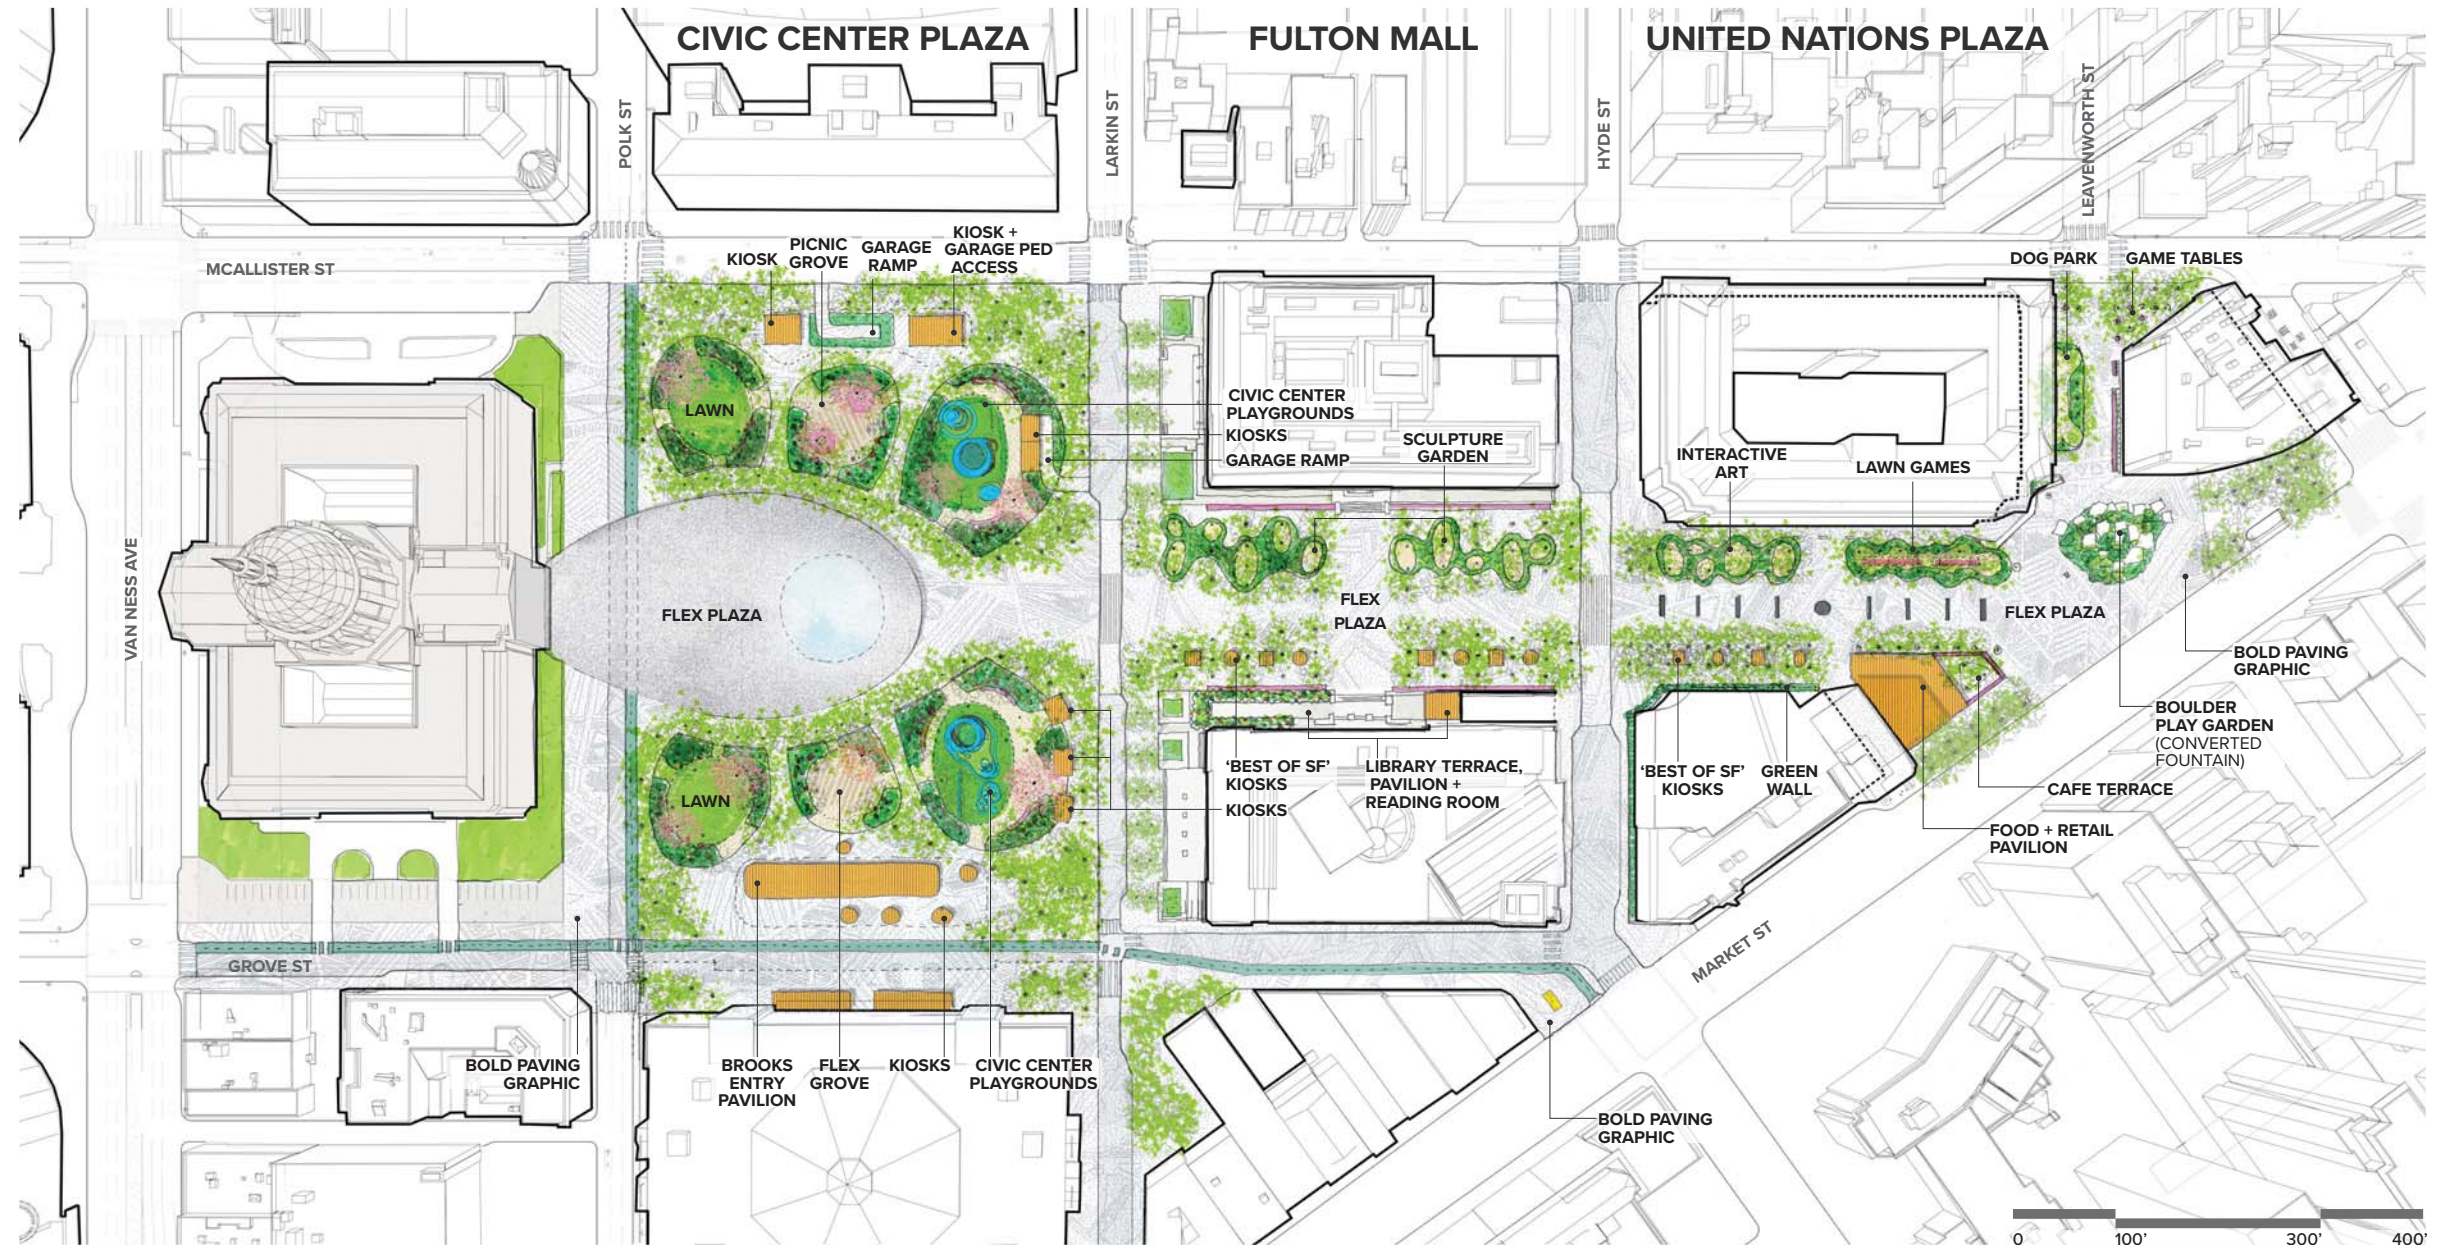 CIVIC CENTER PLAZA
FULTON MALL
UNITED NATIONS PLAZA
POLK ST
LARKIN ST
HYDE ST
LEAVENWORTH ST
MCALLISTER ST
VAN NESS AVE
KIOSK
PICNIC
GROVE
GARAGE
RAMP
KIOSK +
GARAGE PED
ACCESS
DOG PARK
GAME TABLES
LAWN
CIVIC CENTER
PLAYGROUNDS
KIOSKS
GARAGE RAMP
SCULPTURE
GARDEN
INTERACTIVE
ART
LAWN GAMES
FLEX PLAZA
FLEX
PLAZA
FLEX PLAZA
BOLD PAVING
GRAPHIC
BOULDER
PLAY GARDEN
(CONVERTED
FOUNTAIN)
LAWN
'BEST OF SF'
KIOSKS
KIOSKS
LIBRARY TERRACE,
PAVILION +
READING ROOM
'BEST OF SF'
KIOSKS
GREEN
WALL
CAFE TERRACE
FOOD + RETAIL
PAVILION
GROVE ST
MARKET ST
BOLD PAVING
GRAPHIC
BROOKS
ENTRY
PAVILION
FLEX
GROVE
KIOSKS
CIVIC CENTER
PLAYGROUNDS
BOLD PAVING
GRAPHIC
0
100'
300'
400'